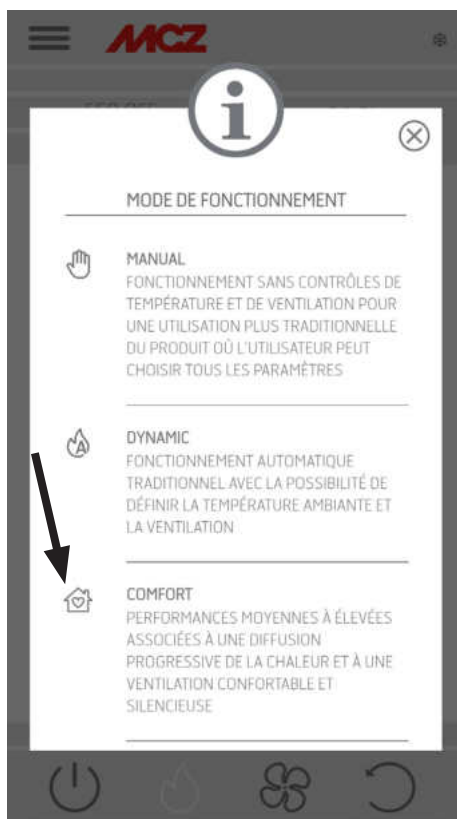 MCZ
MODE DE FONCTIONNEMENT
MANUAL
FONCTIONNEMENT SANS CONTRÔLES DE
TEMPÉRATURE ET DE VENTILATION POUR
UNE UTILISATION PLUS TRADITIONNELLE
DU PRODUIT OÙ L'UTILISATEUR PEUT
CHOISIR TOUS LES PARAMÈTRES
DYNAMIC
FONCTIONNEMENT AUTOMATIQUE
TRADITIONNEL AVEC LA POSSIBILITÉ DE
DÉFINIR LA TEMPÉRATURE AMBIANTE ET
LA VENTILATION
COMFORT
PERFORMANCES MOYENNES À ÉLEVÉES
ASSOCIÉES À UNE DIFFUSION
PROGRESSIVE DE LA CHALEUR ET À UNE
VENTILATION CONFORTABLE ET
SILENCIEUSE